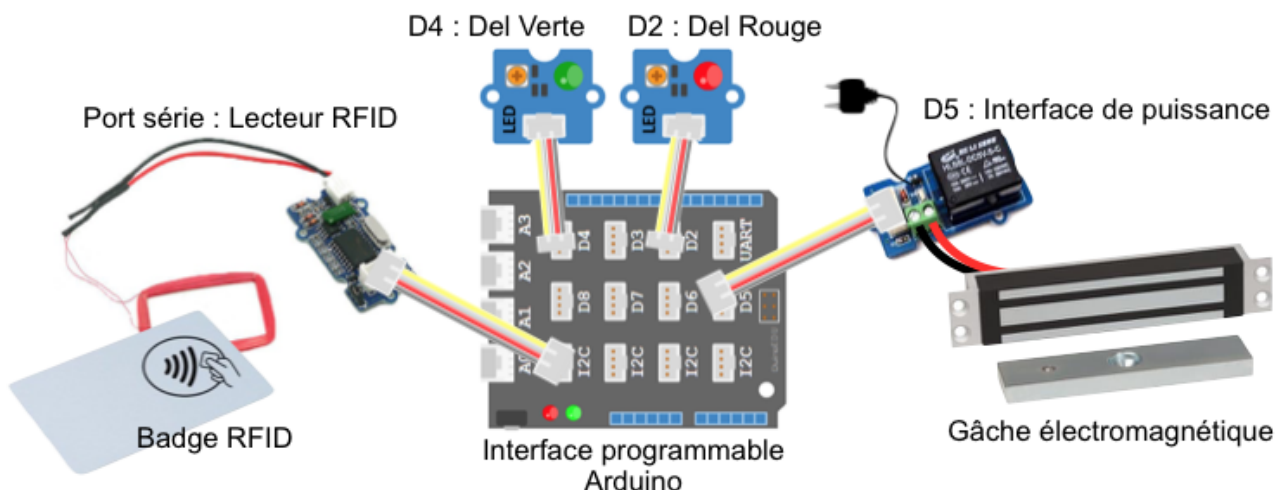 D4 : Del Verte
D2 : Del Rouge
Port série : Lecteur RFID
D5 : Interface de puissance
LED
LED
A3
D4
D3
D2
UART
A2
D8
D7
D6
D5
A1
A0
I2C
I2C
I2C
I2C
Badge RFID
Interface programmable
Arduino
Gâche électromagnétique